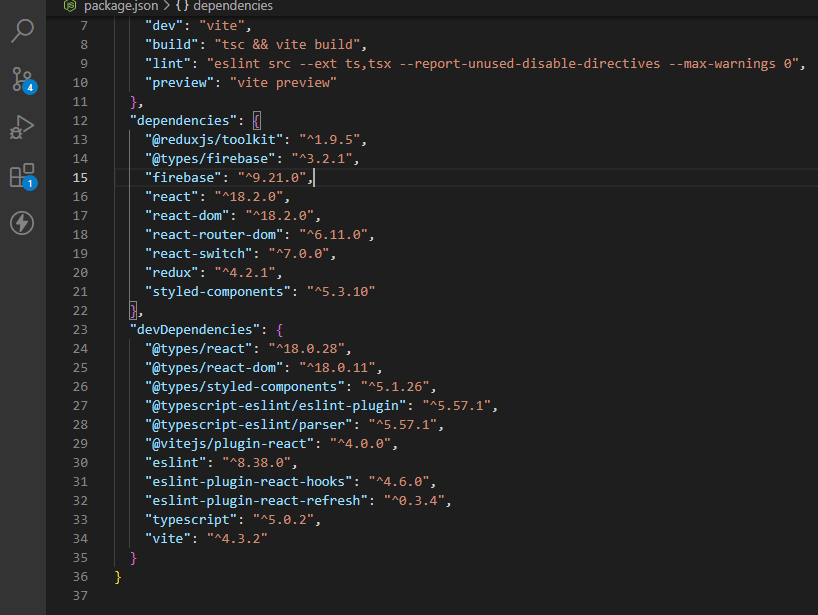 package.json > {} dependencies
7 "dev": "vite",
8 "build": "tsc && vite build",
9 "lint": "eslint src --ext ts,tsx --report-unused-disable-directives --max-warnings 0",
10 "preview": "vite preview"
11 },
12 "dependencies": {
13 "@reduxjs/toolkit": "^1.9.5",
14 "@types/firebase": "^3.2.1",
15 "firebase": "^9.21.0",
16 "react": "^18.2.0",
17 "react-dom": "^18.2.0",
18 "react-router-dom": "^6.11.0",
19 "react-switch": "^7.0.0",
20 "redux": "^4.2.1",
21 "styled-components": "^5.3.10"
22 },
23 "devDependencies": {
24 "@types/react": "^18.0.28",
25 "@types/react-dom": "^18.0.11",
26 "@types/styled-components": "^5.1.26",
27 "@typescript-eslint/eslint-plugin": "^5.57.1",
28 "@typescript-eslint/parser": "^5.57.1",
29 "@vitejs/plugin-react": "^4.0.0",
30 "eslint": "^8.38.0",
31 "eslint-plugin-react-hooks": "^4.6.0",
32 "eslint-plugin-react-refresh": "^0.3.4",
33 "typescript": "^5.0.2",
34 "vite": "^4.3.2"
35 }
36 }
37
4
1